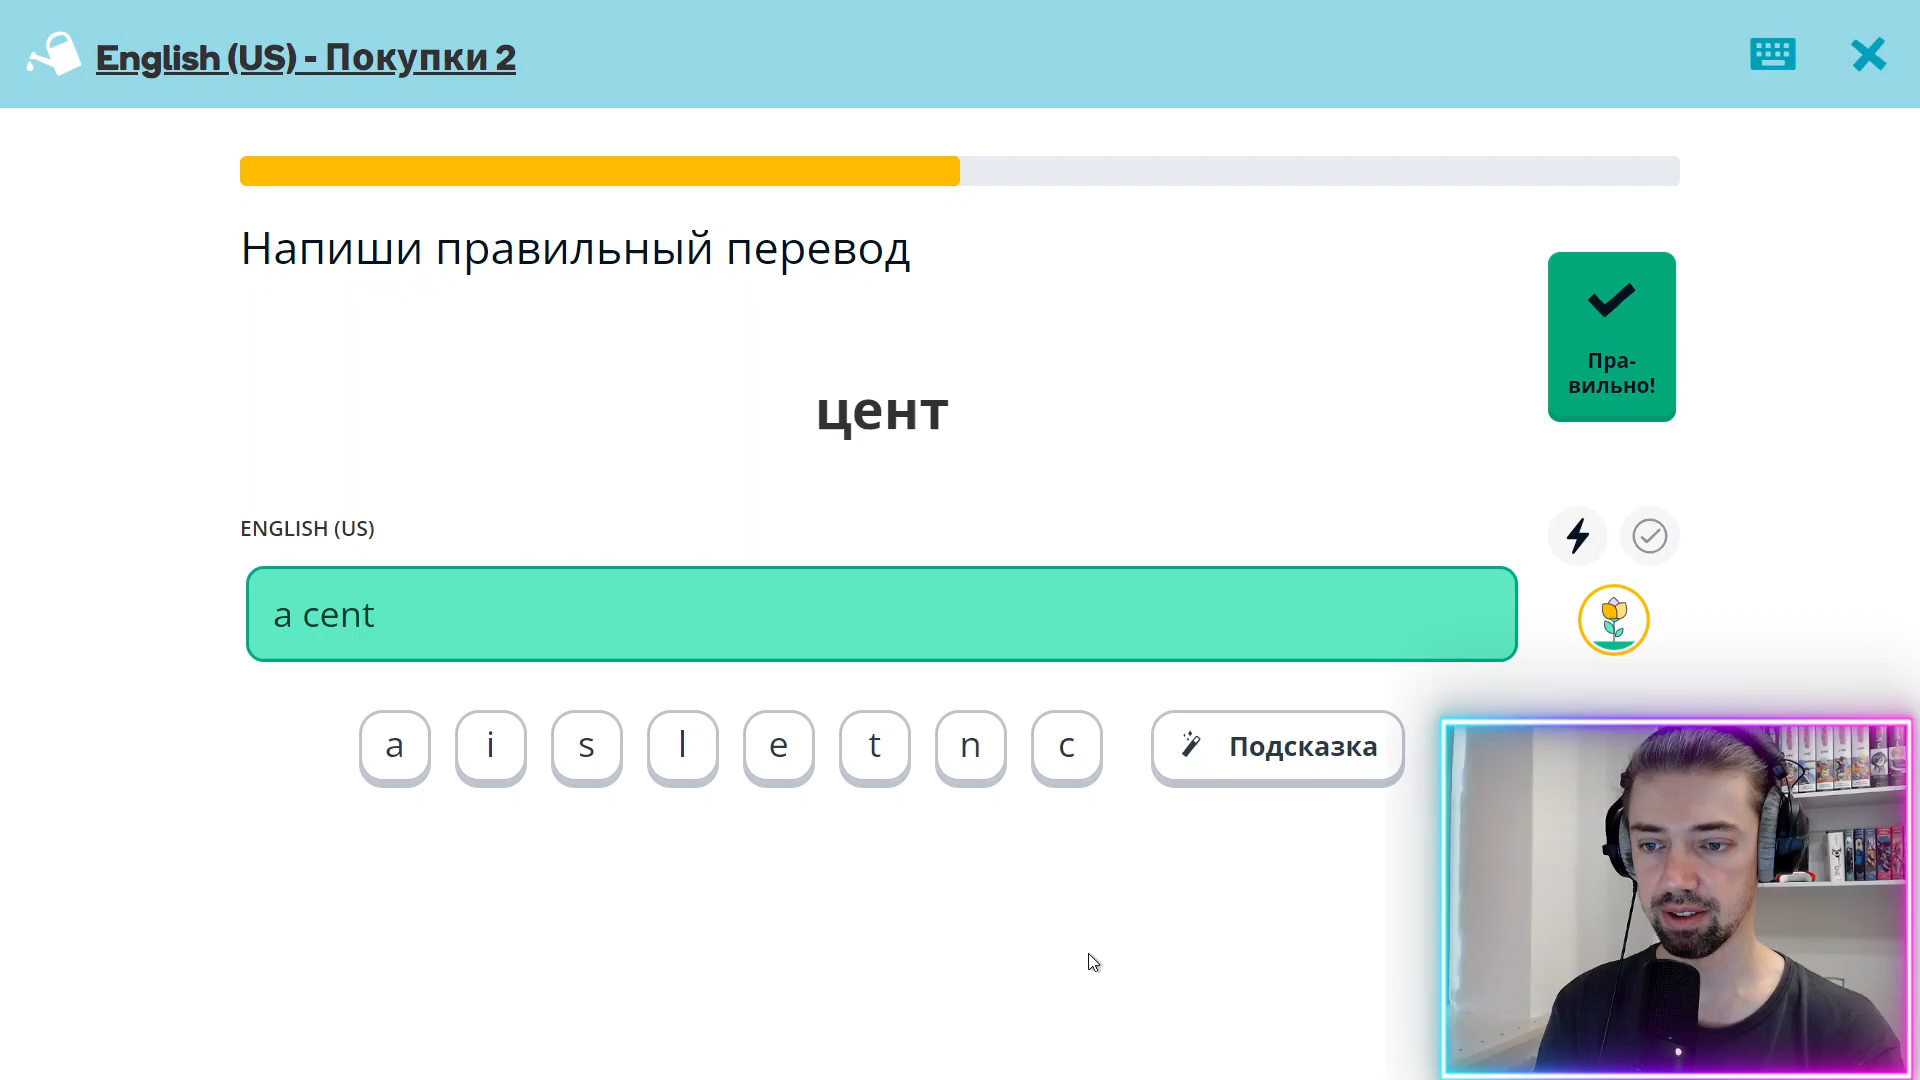 English (US) - Покупки 2
Напиши правильный перевод
Пра-
вильно!
цент
ENGLISH (US)
a cent
a i s l e t n c Подсказка